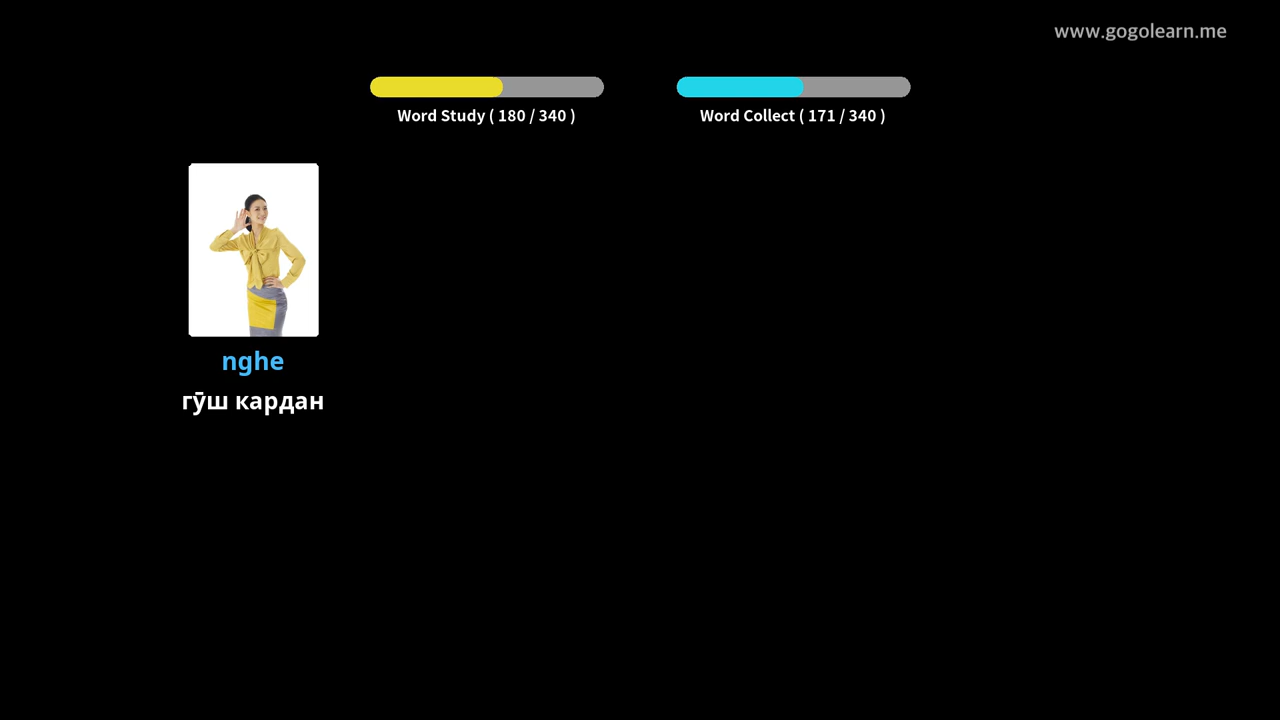 www.gogolearn.me
Word Study ( 180 / 340 )
Word Collect ( 171 / 340 )
nghe
гӯш кардан